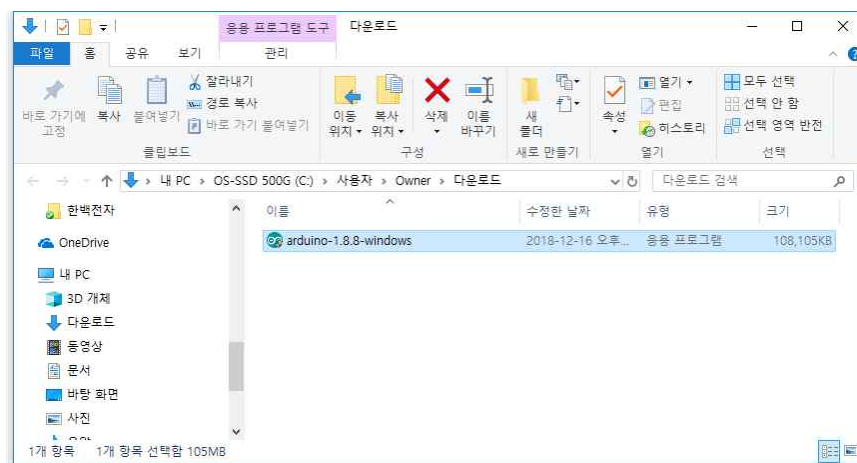 응용 프로그램 도구 다운로드
파일 홈 공유 보기 관리
바로 가기에 고정
복사
붙여넣기
잘라내기
경로 복사
바로 가기 붙여넣기
클립보드
이동 위치
복사 위치
삭제
이름 바꾸기
구성
새 폴더
새로 만들기
속성
열기
편집
히스토리
열기
모두 선택
선택 안 함
선택 영역 반전
선택
내 PC > OS-SSD 500G (C:) > 사용자 > Owner > 다운로드
다운로드 검색
이름 수정한 날짜 유형 크기
arduino-1.8.8-windows 2018-12-16 오후... 응용 프로그램 108,105KB
한백전자
OneDrive
내 PC
3D 개체
다운로드
동영상
문서
바탕 화면
사진
1개 항목 1개 항목 선택함 105MB